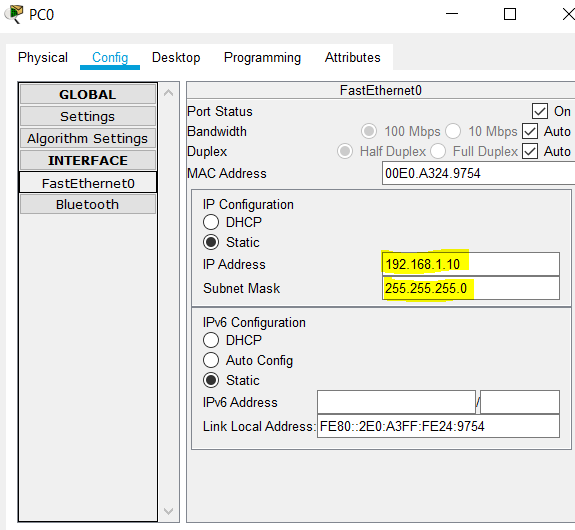 PC0
Physical Config Desktop Programming Attributes
GLOBAL
Settings
Algorithm Settings
INTERFACE
FastEthernet0
Bluetooth
FastEthernet0
Port Status On
Bandwidth 100 Mbps 10 Mbps Auto
Duplex Half Duplex Full Duplex Auto
MAC Address 00E0.A324.9754
IP Configuration
DHCP
Static
IP Address 192.168.1.10
Subnet Mask 255.255.255.0
IPv6 Configuration
DHCP
Auto Config
Static
IPv6 Address /
Link Local Address: FE80::2E0:A3FF:FE24:9754